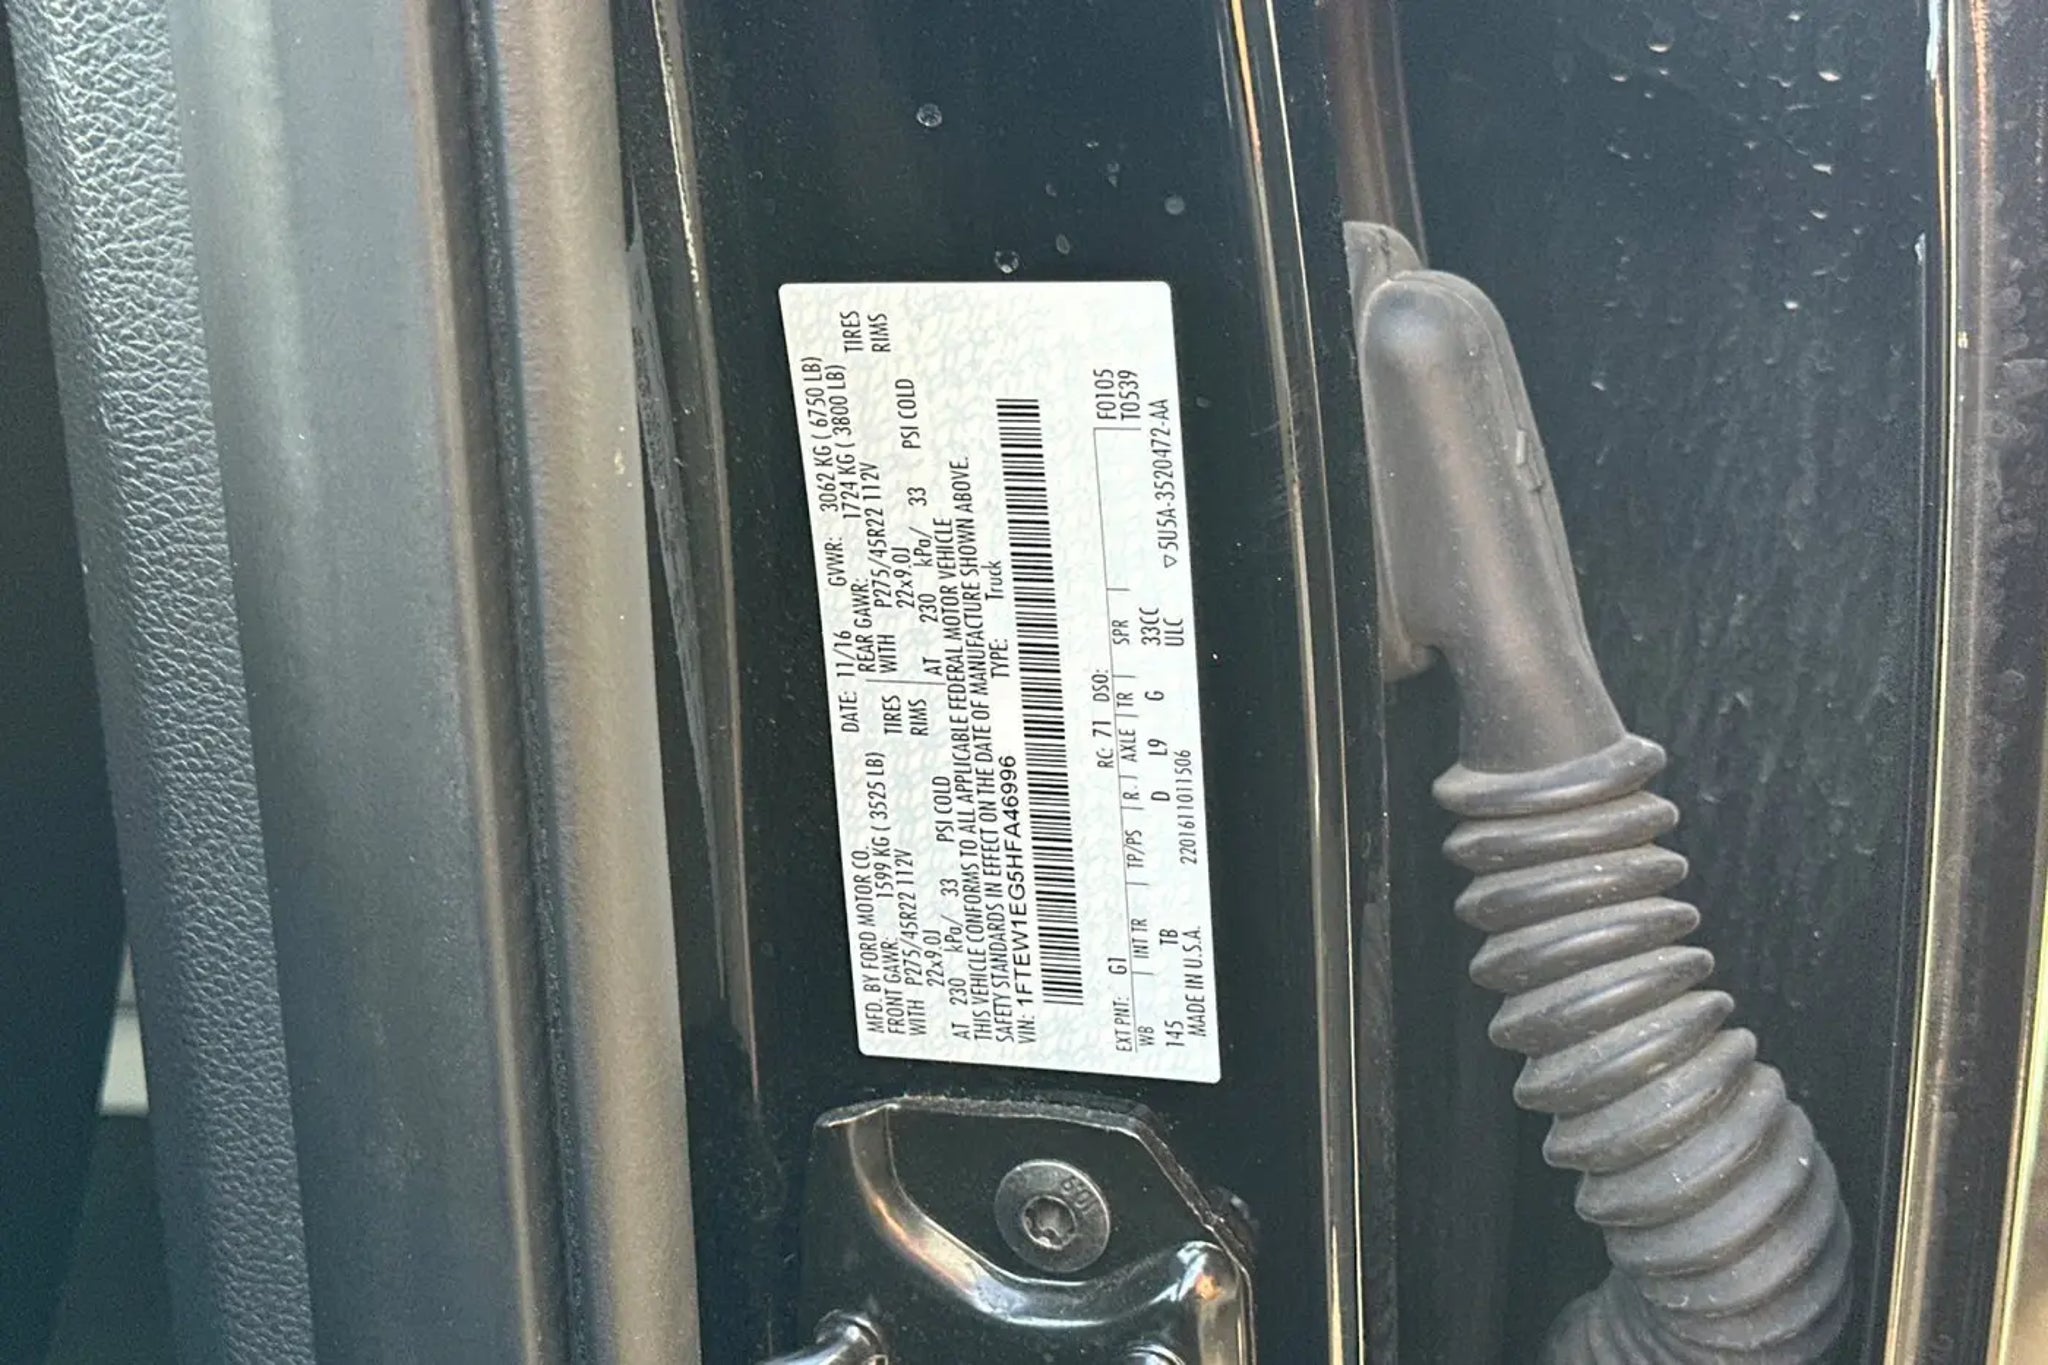 MFD. BY FORD MOTOR CO. DATE: 11/16 GVWR: 3062 KG ( 6750 LB)
FRONT GAWR: 1599 KG ( 3525 LB) REAR GAWR: 1724 KG ( 3800 LB)
WITH P275/45R22 112V TIRES WITH P275/45R22 112V TIRES
22x9.0J RIMS 22x9.0J RIMS
AT 230 kPa/ 33 PSI COLD AT 230 kPa/ 33 PSI COLD
THIS VEHICLE CONFORMS TO ALL APPLICABLE FEDERAL MOTOR VEHICLE
SAFETY STANDARDS IN EFFECT ON THE DATE OF MANUFACTURE SHOWN ABOVE.
VIN: 1FTEW1EG5HFA46996 TYPE: Truck
EXT PNT: G1 RC: 71 DSO: F0105
WB INT TR TP/PS R. AXLE TR SPR T0539
145 TB D L9 G 33CC
MADE IN U.S.A. 2201611011506 ULC ▽5U5A-3520472-AA
109